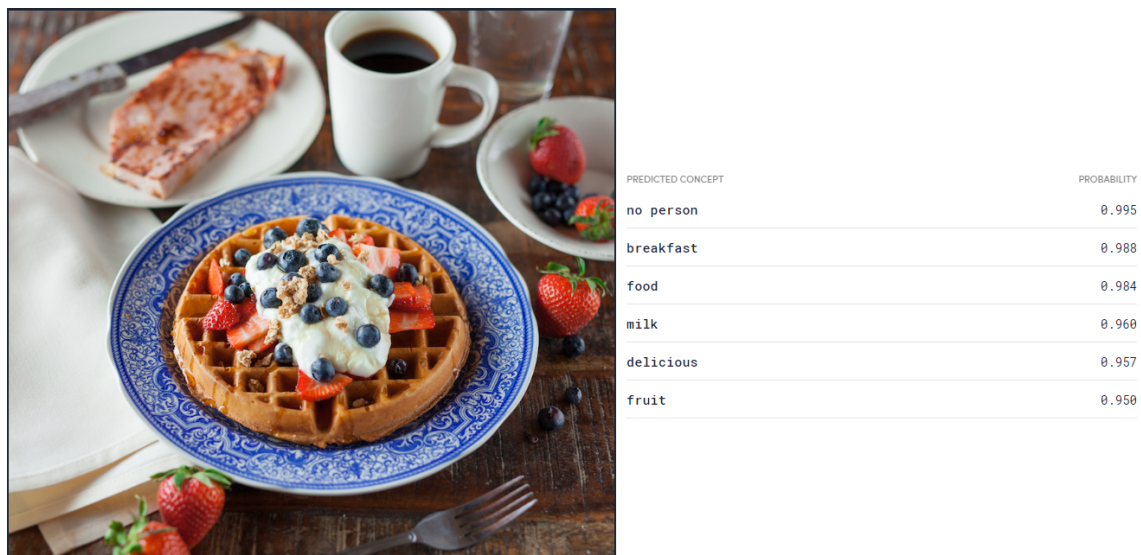 PREDICTED CONCEPT PROBABILITY
no person 0.995
breakfast 0.988
food 0.984
milk 0.960
delicious 0.957
fruit 0.950